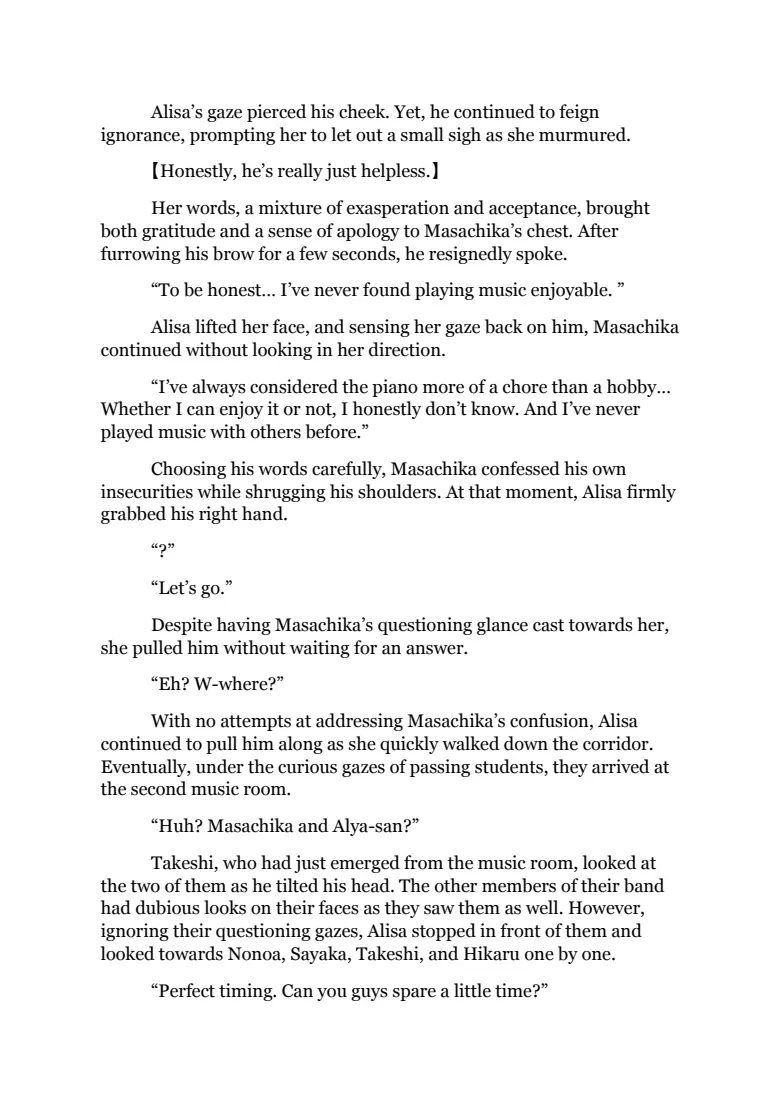 Alisa’s gaze pierced his cheek. Yet, he continued to feign
ignorance, prompting her to let out a small sigh as she murmured.
【Honestly, he’s really just helpless.】
Her words, a mixture of exasperation and acceptance, brought
both gratitude and a sense of apology to Masachika’s chest. After
furrowing his brow for a few seconds, he resignedly spoke.
“To be honest... I’ve never found playing music enjoyable. ”
Alisa lifted her face, and sensing her gaze back on him, Masachika
continued without looking in her direction.
“I’ve always considered the piano more of a chore than a hobby...
Whether I can enjoy it or not, I honestly don’t know. And I’ve never
played music with others before.”
Choosing his words carefully, Masachika confessed his own
insecurities while shrugging his shoulders. At that moment, Alisa firmly
grabbed his right hand.
“?”
“Let’s go.”
Despite having Masachika’s questioning glance cast towards her,
she pulled him without waiting for an answer.
“Eh? W-where?”
With no attempts at addressing Masachika’s confusion, Alisa
continued to pull him along as she quickly walked down the corridor.
Eventually, under the curious gazes of passing students, they arrived at
the second music room.
“Huh? Masachika and Alya-san?”
Takeshi, who had just emerged from the music room, looked at
the two of them as he tilted his head. The other members of their band
had dubious looks on their faces as they saw them as well. However,
ignoring their questioning gazes, Alisa stopped in front of them and
looked towards Nonoa, Sayaka, Takeshi, and Hikaru one by one.
“Perfect timing. Can you guys spare a little time?”